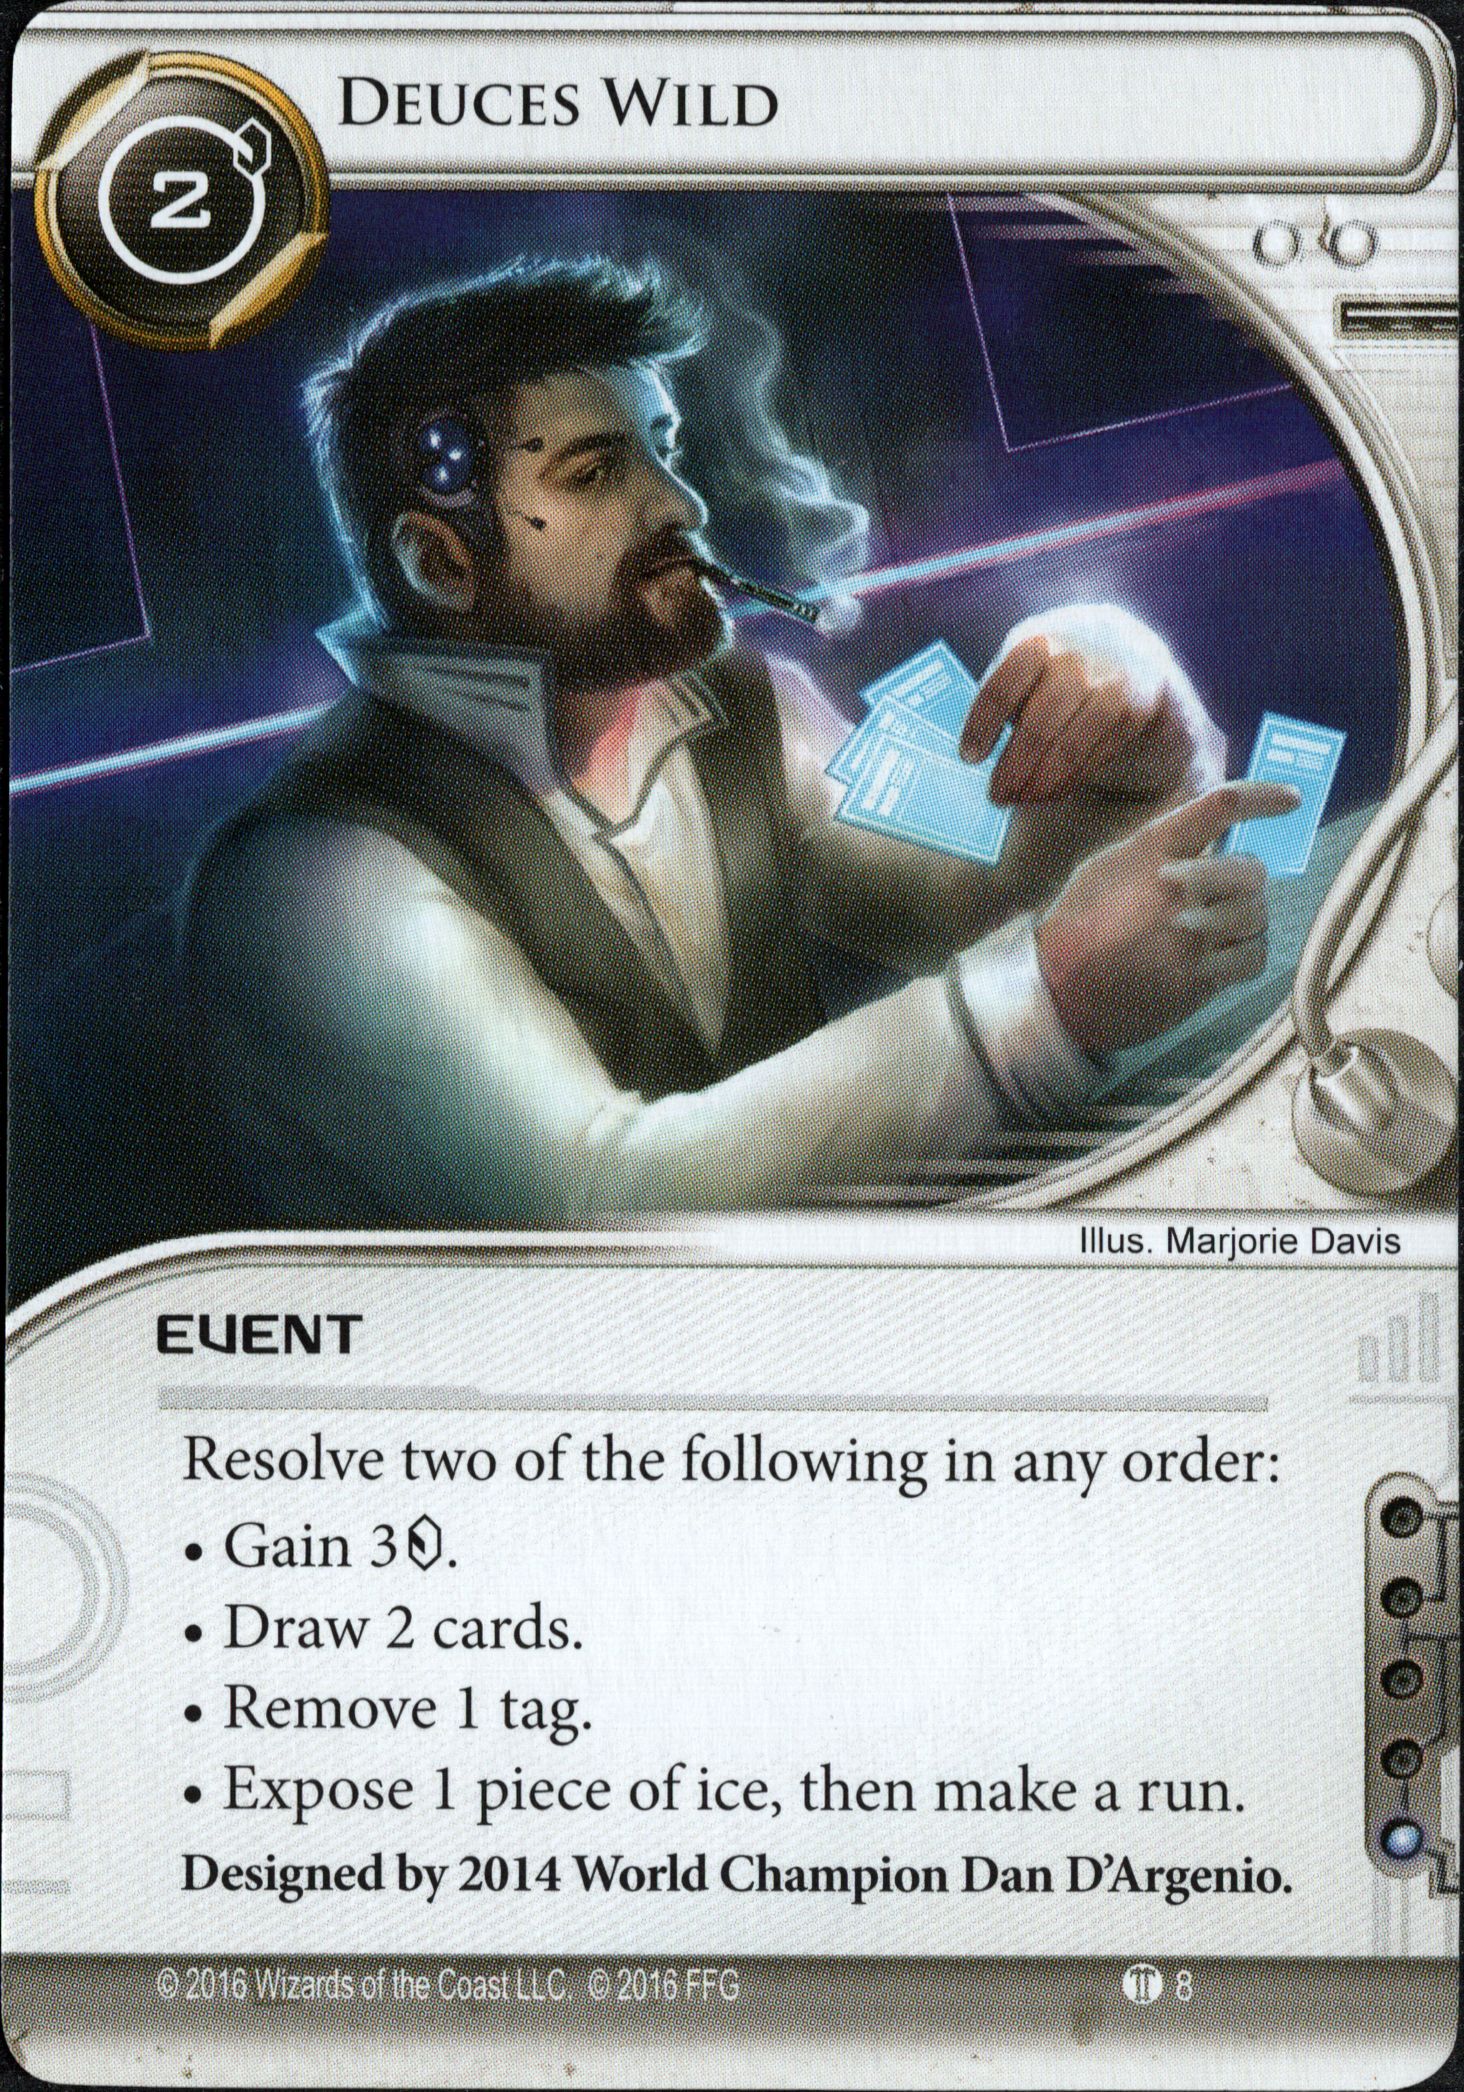 2
DEUCES WILD
Illus. Marjorie Davis
EVENT
Resolve two of the following in any order:
• Gain 3.
• Draw 2 cards.
• Remove 1 tag.
• Expose 1 piece of ice, then make a run.
Designed by 2014 World Champion Dan D'Argenio.
© 2016 Wizards of the Coast LLC. © 2016 FFG
8